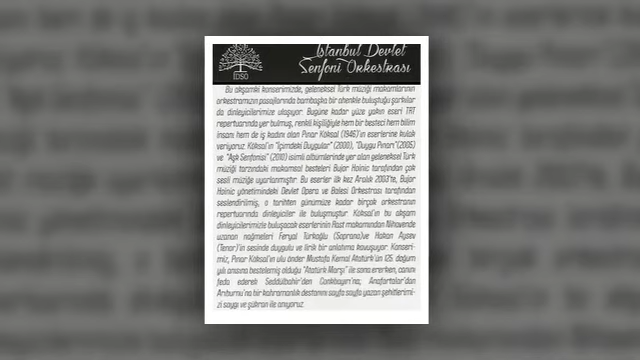 İDSO
İstanbul Devlet
Senfoni Orkestrası
Bu akşamki konserimizde, geleneksel Türk müziği makamlarının
orkestramızın pasajlarında bambaşka bir ahenkle buluştuğu şarkılar
da dinleyicilerimize ulaşıyor. Bugüne kadar yüze yakın eseri TRT
repertuarında yer bulmuş, renkli kişiliğiyle hem bir besteci hem bilim
insanı hem de iş kadını olan Pınar Köksal (1946)'ın eserlerine kulak
veriyoruz. Köksal'ın "İçimdeki Duygular" (2000), "Duygu Pınarı"(2006)
ve "Aşk Senfonisi" (2010) isimli albümlerinde yer alan geleneksel Türk
müziği tarzındaki makamsal besteleri Bujor Hoinic tarafından çok
sesli müziğe uyarlanmıştır. Bu eserler ilk kez Aralık 2003'te, Bujor
Hoinic yönetimindeki Devlet Opera ve Balesi Orkestrası tarafından
seslendirilmiş, o tarihten günümüze kadar birçok orkestranın
repertuarında dinleyiciler ile buluşmuştur. Köksal'ın bu akşam
dinleyicilerimizle buluşacak eserlerinin Rast makamından Nihavende
uzanan nağmeleri Feryal Türkoğlu (Soprano)ve Hakan Aysev
(Tenor)'in sesinde duygulu ve lirik bir anlatıma kavuşuyor. Konseri-
miz, Pınar Köksal'ın ulu önder Mustafa Kemal Atatürk'ün 125. doğum
yılı anısına bestelemiş olduğu "Atatürk Marşı" ile sona ererken, canını
feda ederek Seddülbahir'den Conkbayırı'na, Anafartalar'dan
Arıburnu'na bir kahramanlık destanını sayfa sayfa yazan şehitlerimi-
zi saygı ve şükran ile anıyoruz.